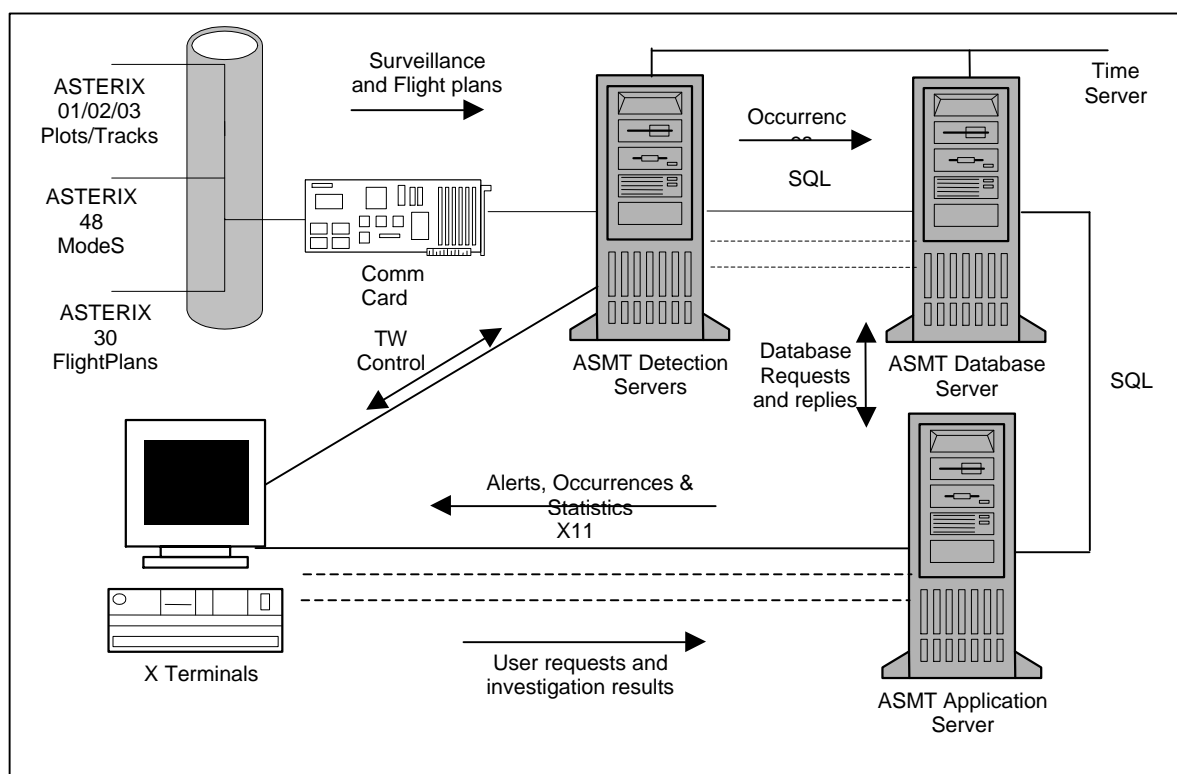 Surveillance
and Flight plans
Time
Server
ASTERIX
01/02/03
Plots/Tracks
Occurrenc
SQL
ASTERIX
48
ModeS
Comm
Card
ASTERIX
30
FlightPlans
TW
Control
ASMT Detection
Servers
Database
Requests
and replies
ASMT Database
Server
SQL
Alerts, Occurrences &
Statistics
X11
X Terminals
User requests and
investigation results
ASMT Application
Server